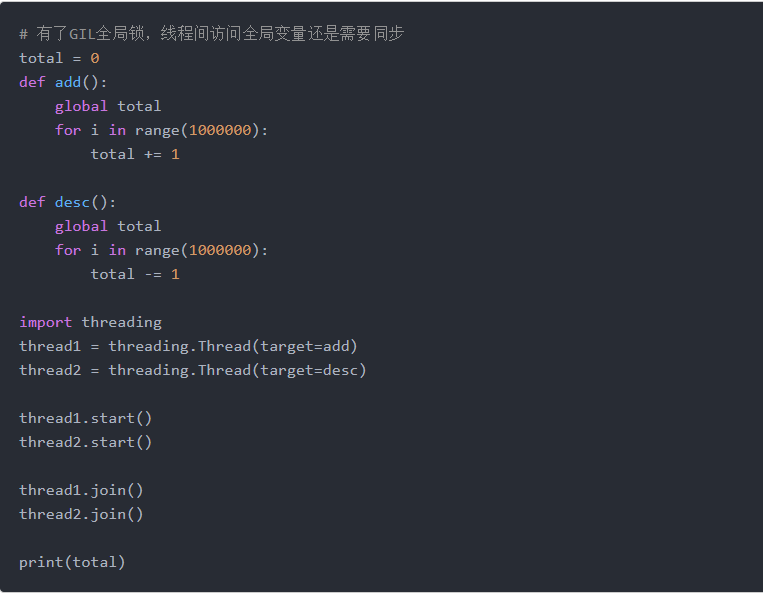 # 有了GIL全局锁，线程间访问全局变量还是需要同步
total = 0
def add():
    global total
    for i in range(1000000):
        total += 1

def desc():
    global total
    for i in range(1000000):
        total -= 1

import threading
thread1 = threading.Thread(target=add)
thread2 = threading.Thread(target=desc)

thread1.start()
thread2.start()

thread1.join()
thread2.join()

print(total)